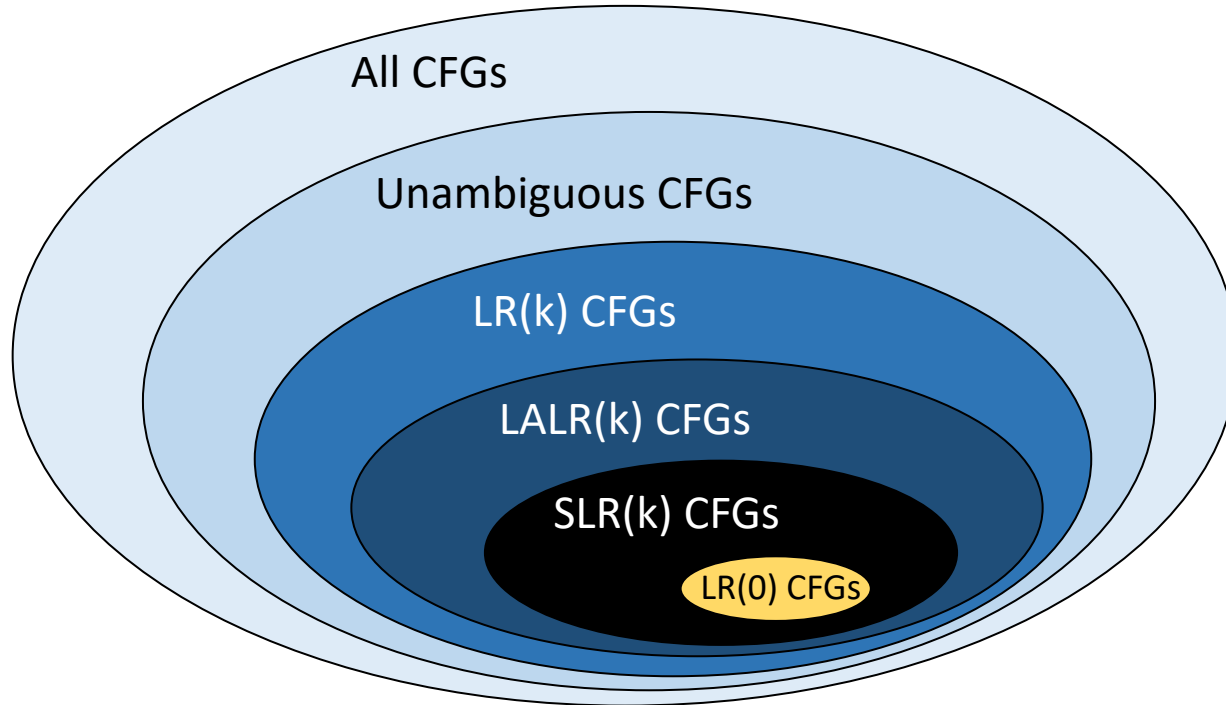 All CFGs
Unambiguous CFGs
LR(k) CFGs
LALR(k) CFGs
SLR(k) CFGs
LR(0) CFGs